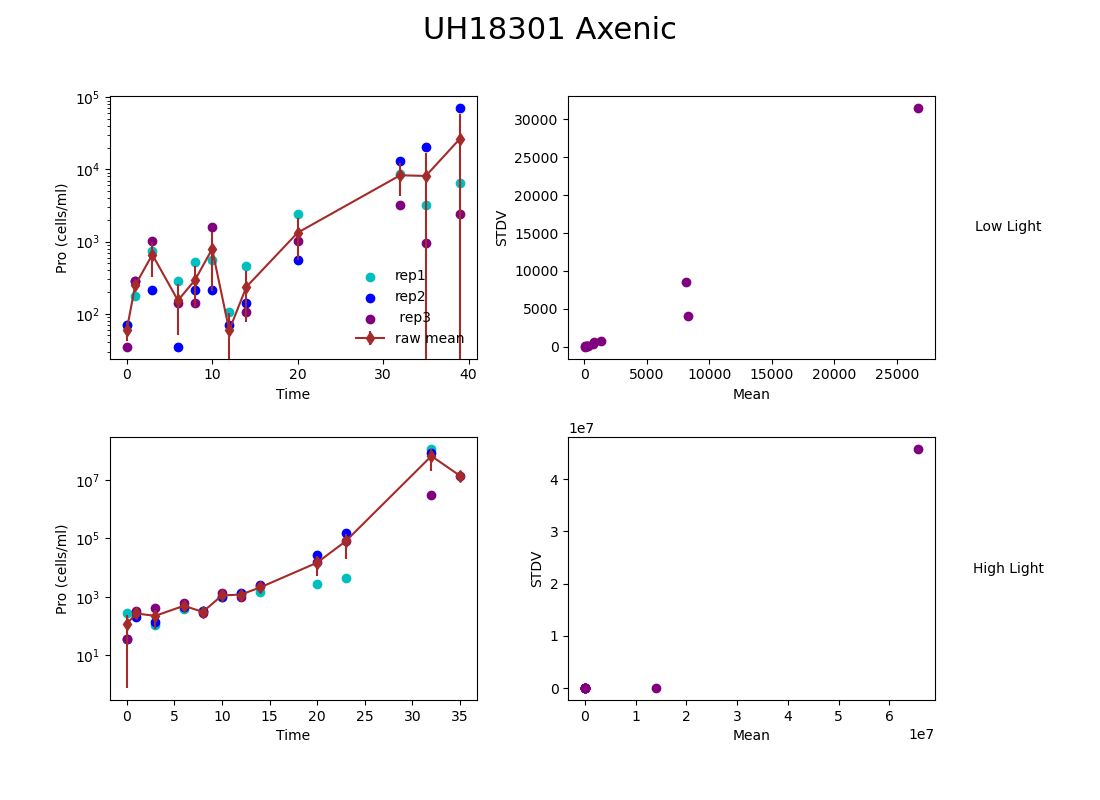 UH18301 Axenic
10^5
10^4
10^3
10^2
Pro (cells/ml)
0 10 20 30 40
Time
rep1
rep2
rep3
raw mean
30000
25000
20000
15000
10000
5000
0
STDV
0 5000 10000 15000 20000 25000
Mean
Low Light
10^7
10^5
10^3
10^1
Pro (cells/ml)
0 5 10 15 20 25 30 35
Time
1e7
4
3
2
1
0
STDV
0 1 2 3 4 5 6
1e7
Mean
High Light